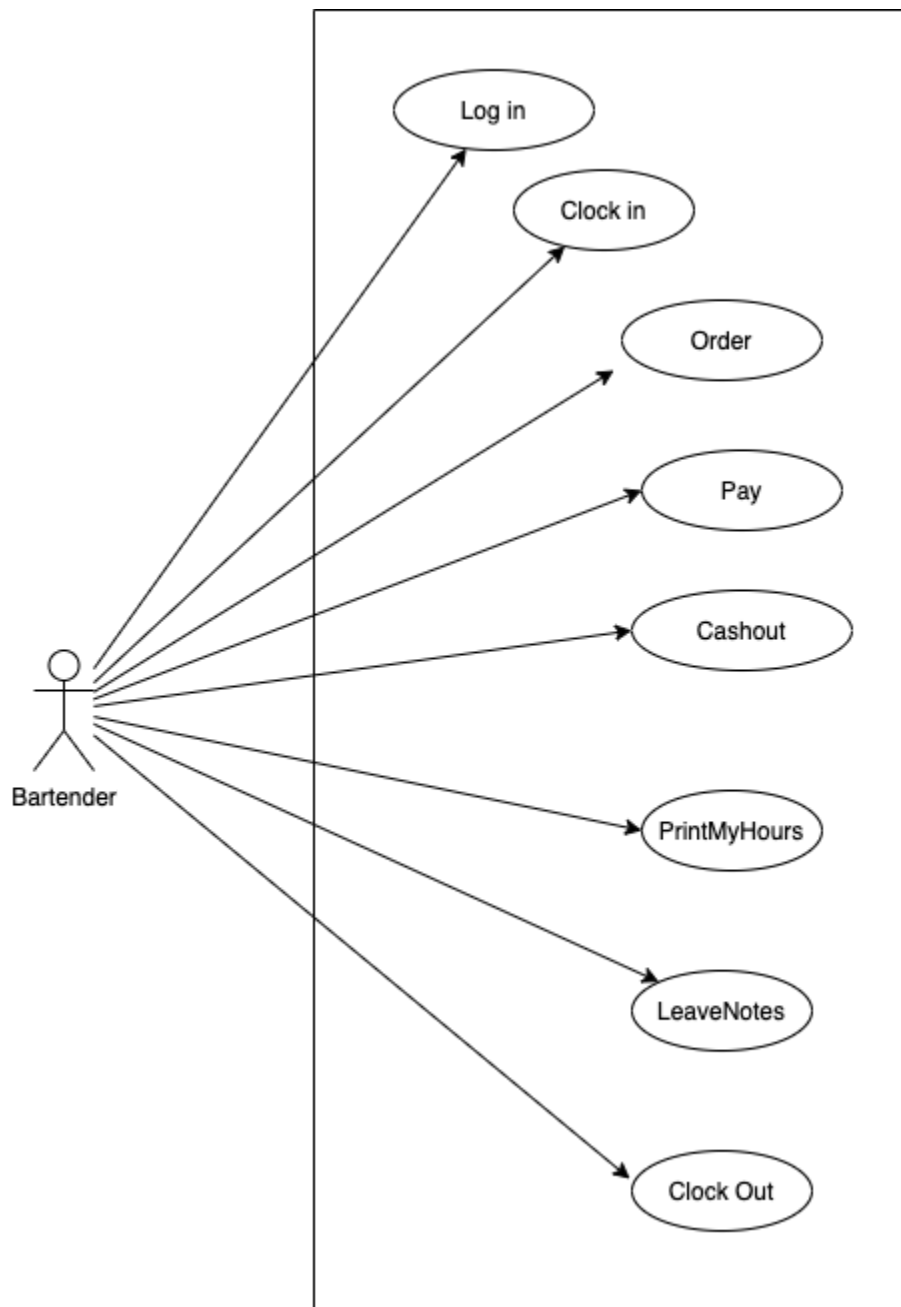 Log in
Clock in
Order
Pay
Cashout
Bartender
PrintMyHours
LeaveNotes
Clock Out